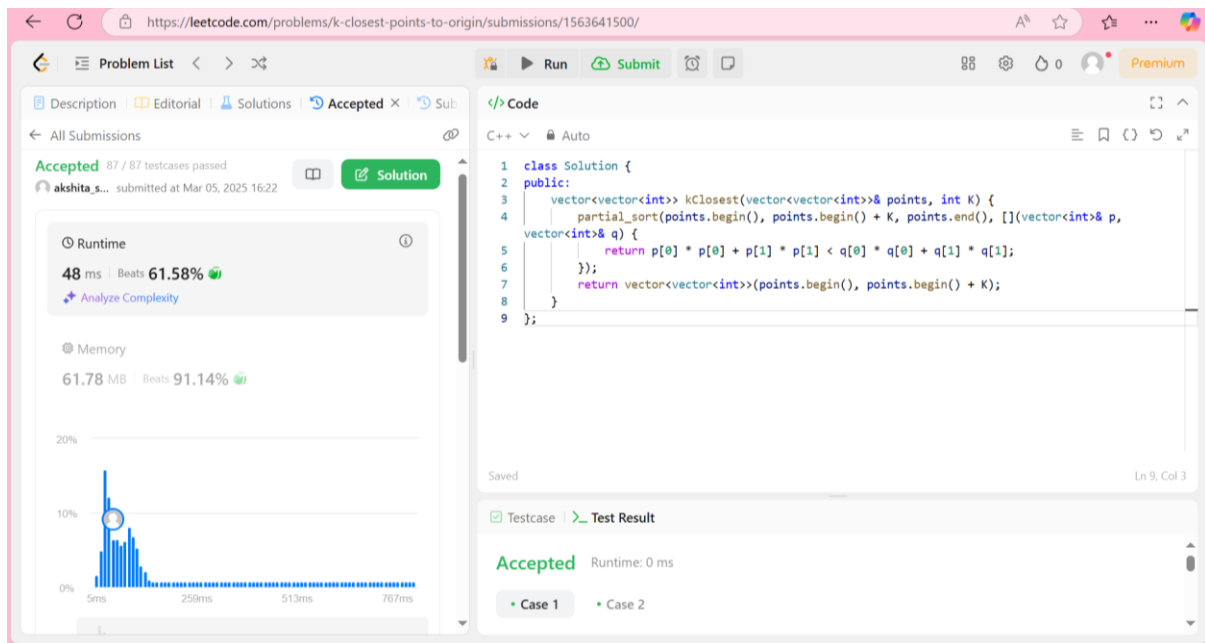 https://leetcode.com/problems/k-closest-points-to-origin/submissions/1563641500/
Problem List
Run
Submit
0
Premium
Description
Editorial
Solutions
Accepted
Sub
All Submissions
Accepted 87 / 87 testcases passed
akshita_s... submitted at Mar 05, 2025 16:22
Solution
Runtime
48 ms Beats 61.58%
Analyze Complexity
Memory
61.78 MB Beats 91.14%
20%
10%
0%
5ms 259ms 513ms 767ms
</>Code
C++ Auto
1 class Solution {
2 public:
3 vector<vector<int>> kClosest(vector<vector<int>>& points, int K) {
4 partial_sort(points.begin(), points.begin() + K, points.end(), [](vector<int>& p,
vector<int>& q) {
5 return p[0] * p[0] + p[1] * p[1] < q[0] * q[0] + q[1] * q[1];
6 });
7 return vector<vector<int>>(points.begin(), points.begin() + K);
8 }
9 };
Saved
Ln 9, Col 3
Testcase
Test Result
Accepted Runtime: 0 ms
Case 1
Case 2